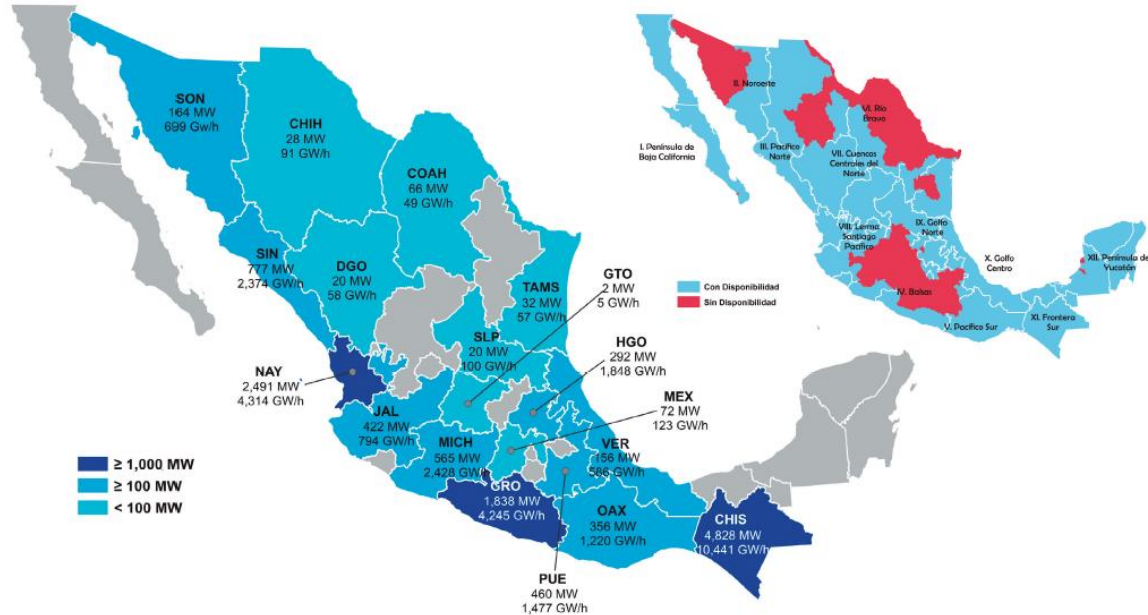 SON
164 MW
699 Gw/h
CHIH
28 MW
91 GW/h
COAH
66 MW
49 GW/h
SIN
777 MW
2,374 GW/h
DGO
20 MW
58 GW/h
GTO
2 MW
5 GW/h
TAMS
32 MW
57 GW/h
SLP
20 MW
100 GW/h
HGO
292 MW
1,848 GW/h
NAY
2,491 MW
4,314 GW/h
MEX
72 MW
123 GW/h
JAL
422 MW
794 GW/h
MICH
565 MW
2,428 GW/h
VER
156 MW
586 GW/h
GRO
1,838 MW
4,245 GW/h
OAX
356 MW
1,220 GW/h
CHIS
4,828 MW
10,441 GW/h
PUE
460 MW
1,477 GW/h
≥ 1,000 MW
≥ 100 MW
< 100 MW
I. Península de
Baja California
II. Noroeste
III. Pacífico
Norte
VI. Río
Bravo
VII. Cuencas
Centrales del
Norte
VIII. Lerma
Santiago
Pacífico
IX. Golfo
Norte
X. Golfo
Centro
XII. Península de
Yucatán
IV. Balsas
V. Pacífico Sur
XI. Frontera
Sur
Con Disponibilidad
Sin Disponibilidad